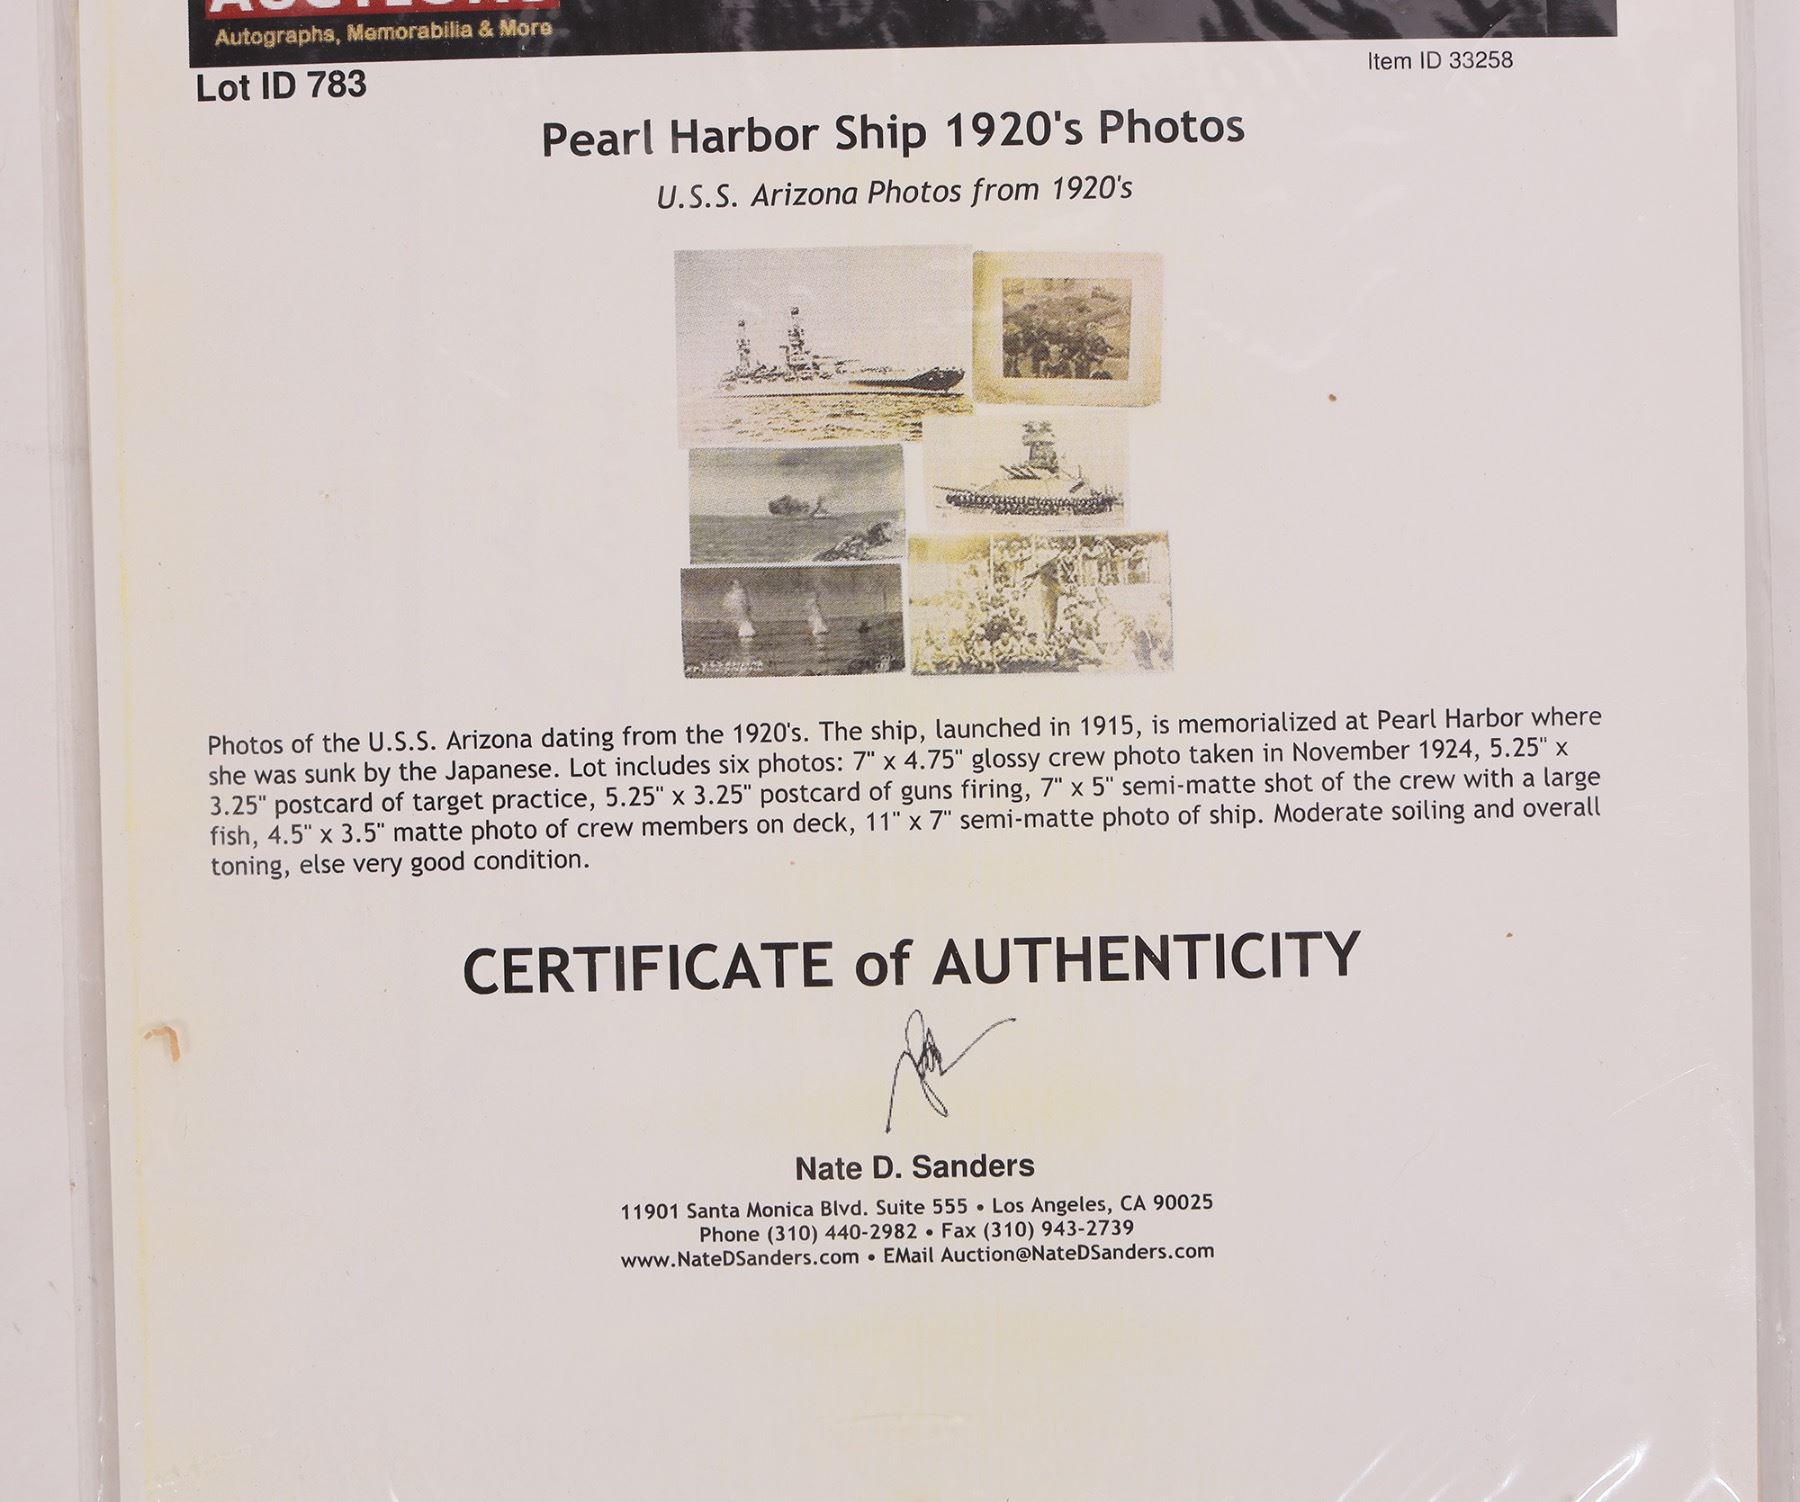 AUCTIONS
Autographs, Memorabilia & More
Lot ID 783
Item ID 33258
Pearl Harbor Ship 1920's Photos
U.S.S. Arizona Photos from 1920's
Photos of the U.S.S. Arizona dating from the 1920's. The ship, launched in 1915, is memorialized at Pearl Harbor where
she was sunk by the Japanese. Lot includes six photos: 7" x 4.75" glossy crew photo taken in November 1924, 5.25" x
3.25" postcard of target practice, 5.25" x 3.25" postcard of guns firing, 7" x 5" semi-matte shot of the crew with a large
fish, 4.5" x 3.5" matte photo of crew members on deck, 11" x 7" semi-matte photo of ship. Moderate soiling and overall
toning, else very good condition.
CERTIFICATE of AUTHENTICITY
Nate D. Sanders
11901 Santa Monica Blvd. Suite 555 • Los Angeles, CA 90025
Phone (310) 440-2982 • Fax (310) 943-2739
www.NateDSanders.com • EMail Auction@NateDSanders.com